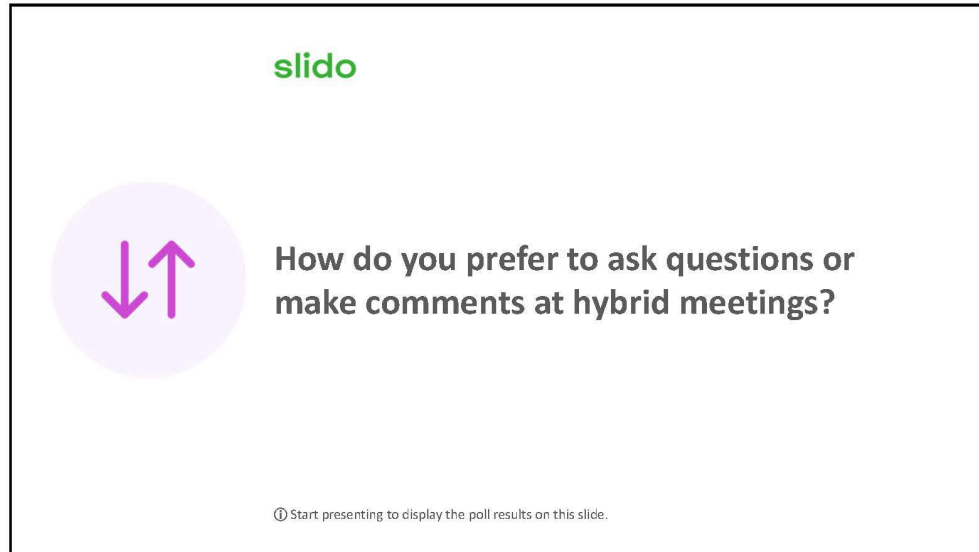 slido
How do you prefer to ask questions or
make comments at hybrid meetings?
ⓘ Start presenting to display the poll results on this slide.